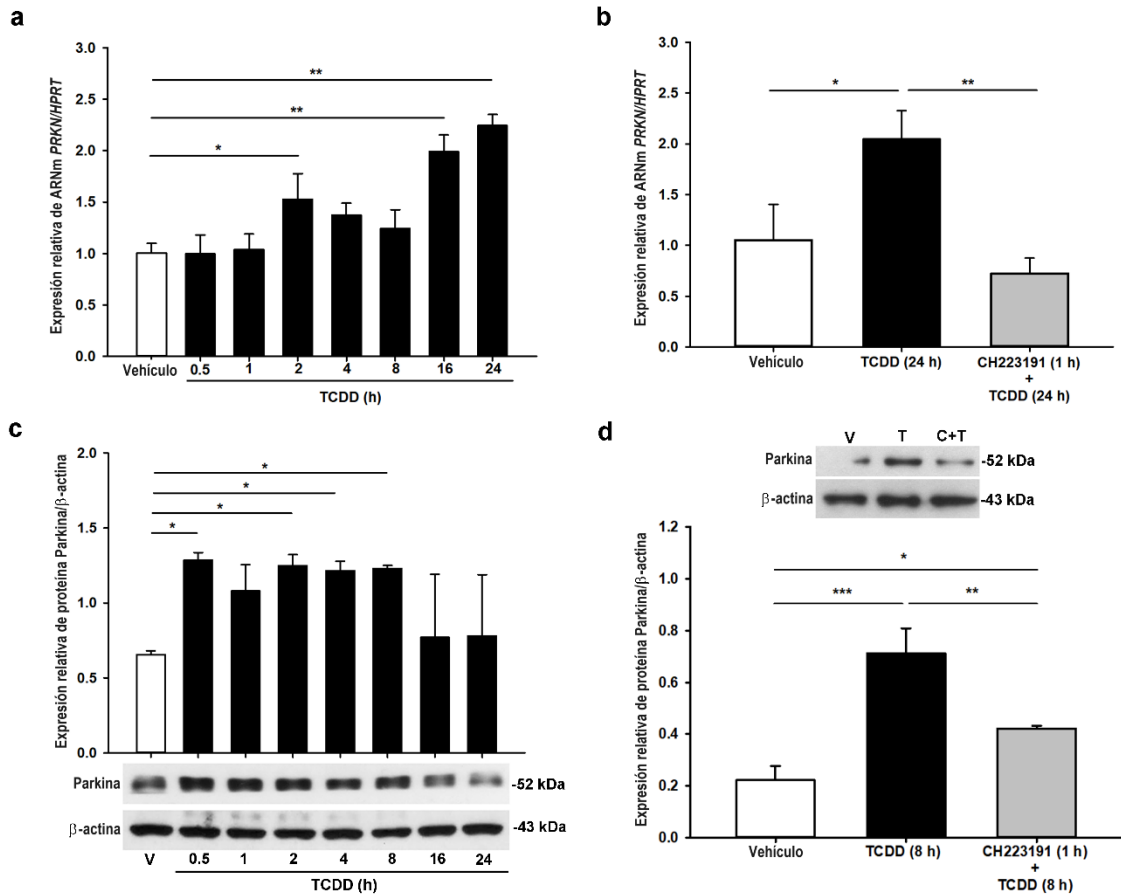 a
Expresión relativa de ARNm PRKN/HPRT
3.0
2.5
2.0
1.5
1.0
0.5
0.0
**
**
*
Vehículo 0.5 1 2 4 8 16 24
TCDD (h)
b
Expresión relativa de ARNm PRKN/HPRT
3.0
2.5
2.0
1.5
1.0
0.5
0.0
* **
Vehículo TCDD (24 h) CH223191 (1 h)
+
TCDD (24 h)
c
Expresión relativa de proteína Parkina/β-actina
2.0
1.5
1.0
0.5
0.0
*
*
*
*
Parkina -52 kDa
β-actina -43 kDa
V 0.5 1 2 4 8 16 24
TCDD (h)
d
V T C+T
Parkina -52 kDa
β-actina -43 kDa
Expresión relativa de proteína Parkina/β-actina
1.2
1.0
0.8
0.6
0.4
0.2
0.0
*
*** **
Vehículo TCDD (8 h) CH223191 (1 h)
+
TCDD (8 h)